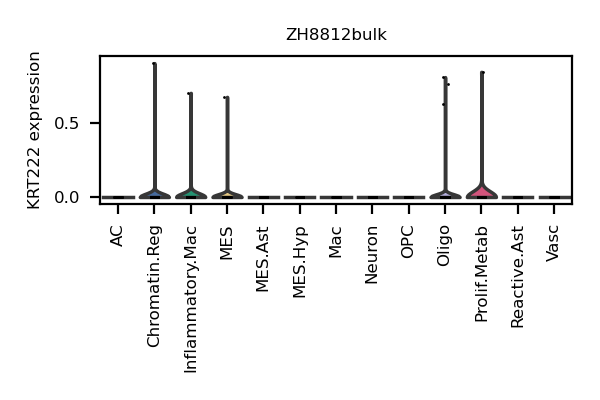 ZH8812bulk
KRT222 expression
0.5
0.0
AC
Chromatin.Reg
Inflammatory.Mac
MES
MES.Ast
MES.Hyp
Mac
Neuron
OPC
Oligo
Prolif.Metab
Reactive.Ast
Vasc